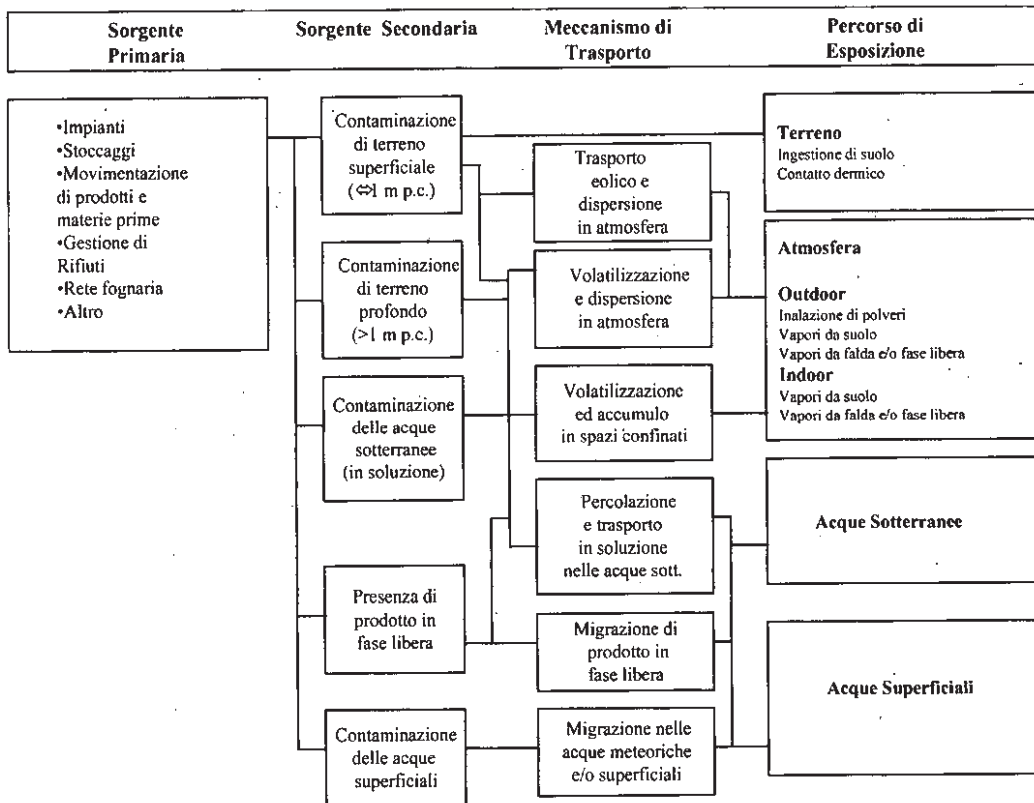 Sorgente
Primaria
Sorgente Secondaria
Meccanismo di
Trasporto
Percorso di
Esposizione
•Impianti
•Stoccaggi
•Movimentazione
di prodotti e
materie prime
•Gestione di
Rifiuti
•Rete fognaria
•Altro
Contaminazione
di terreno
superficiale
(⇔1 m p.c.)
Contaminazione
di terreno
profondo
(>1 m p.c.)
Contaminazione
delle acque
sotterranee
(in soluzione)
Presenza di
prodotto in
fase libera
Contaminazione
delle acque
superficiali
Trasporto
eolico e
dispersione
in atmosfera
Volatilizzazione
e dispersione
in atmosfera
Volatilizzazione
ed accumulo
in spazi confinati
Percolazione
e trasporto
in soluzione
nelle acque sott.
Migrazione di
prodotto in
fase libera
Migrazione nelle
acque meteoriche
e/o superficiali
Terreno
Ingestione di suolo
Contatto dermico
Atmosfera
Outdoor
Inalazione di polveri
Vapori da suolo
Vapori da falda e/o fase libera
Indoor
Vapori da suolo
Vapori da falda e/o fase libera
Acque Sotterranee
Acque Superficiali